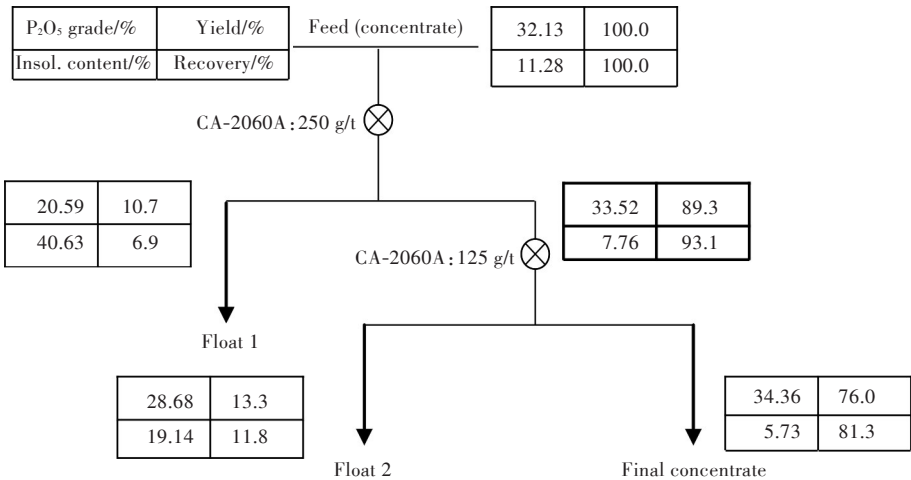 P₂O₅ grade/% Yield/% Feed (concentrate) 32.13 100.0
Insol. content/% Recovery/% 11.28 100.0
CA-2060A:250 g/t
20.59 10.7 33.52 89.3
40.63 6.9 7.76 93.1
CA-2060A:125 g/t
Float 1
28.68 13.3 34.36 76.0
19.14 11.8 5.73 81.3
Float 2 Final concentrate